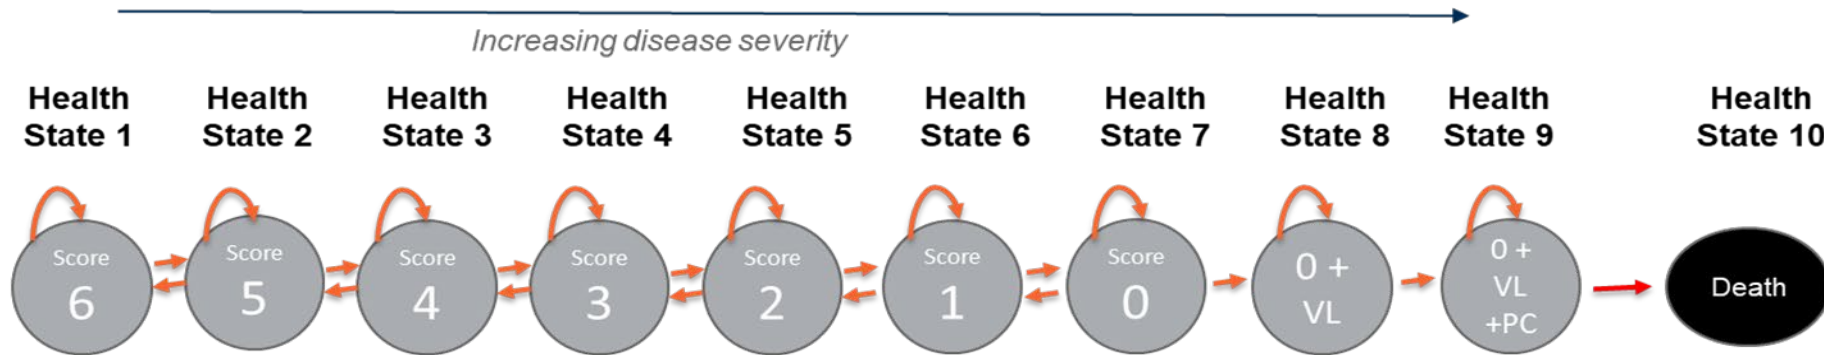 Increasing disease severity
Health State 1
Health State 2
Health State 3
Health State 4
Health State 5
Health State 6
Health State 7
Health State 8
Health State 9
Health State 10
Score
6
Score
5
Score
4
Score
3
Score
2
Score
1
Score
0
0 +
VL
0 +
VL
+PC
Death